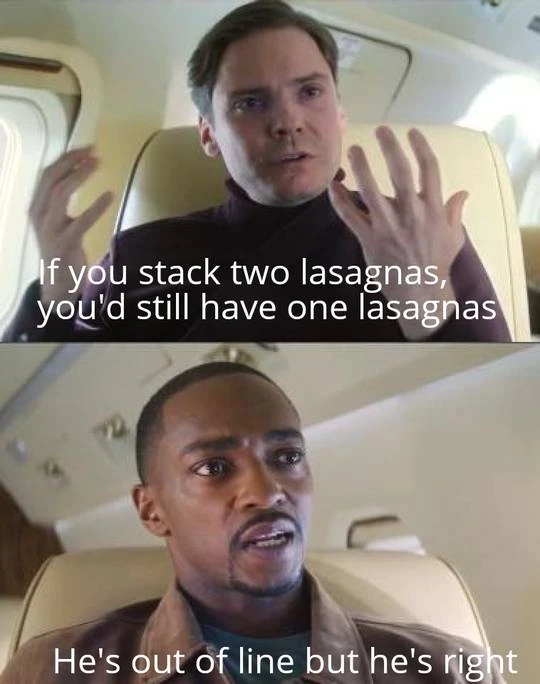 If you stack two lasagnas,
you'd still have one lasagnas
He's out of line but he's right